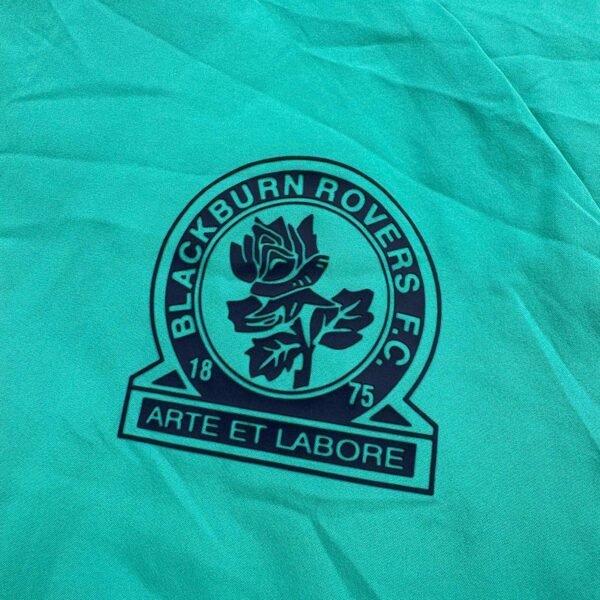 BLACKBURN ROVERS F.C.
18 75
ARTE ET LABORE